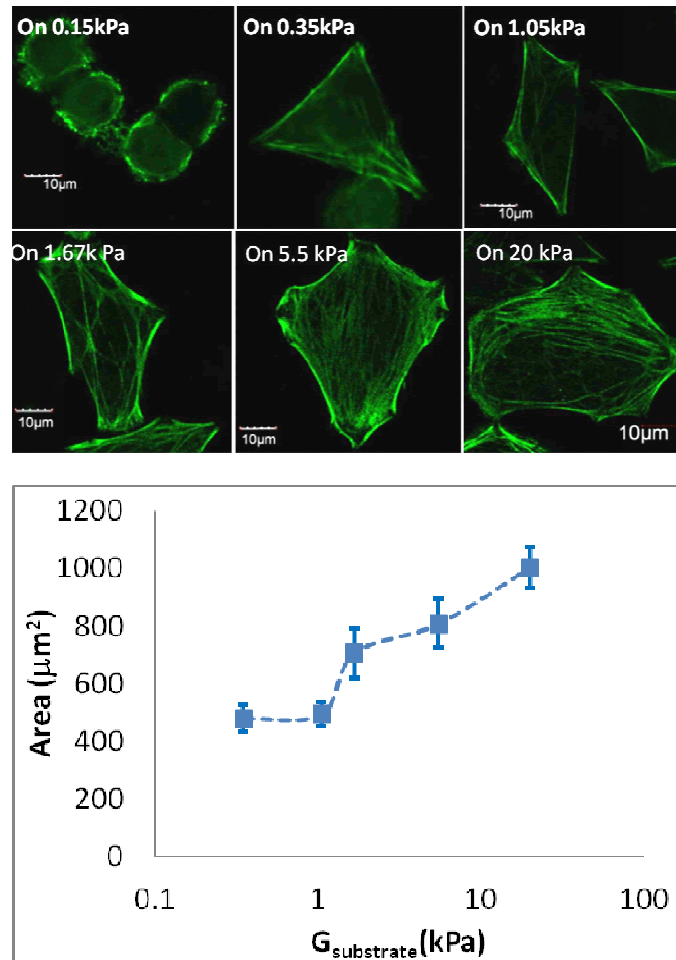 On 0.15kPa
On 0.35kPa
On 1.05kPa
10µm
10µm
10µm
On 1.67k Pa
On 5.5 kPa
On 20 kPa
10µm
10µm
10µm
1200
1000
800
600
400
200
0
Area (µm²)
0.1 1 10 100
G substrate (kPa)